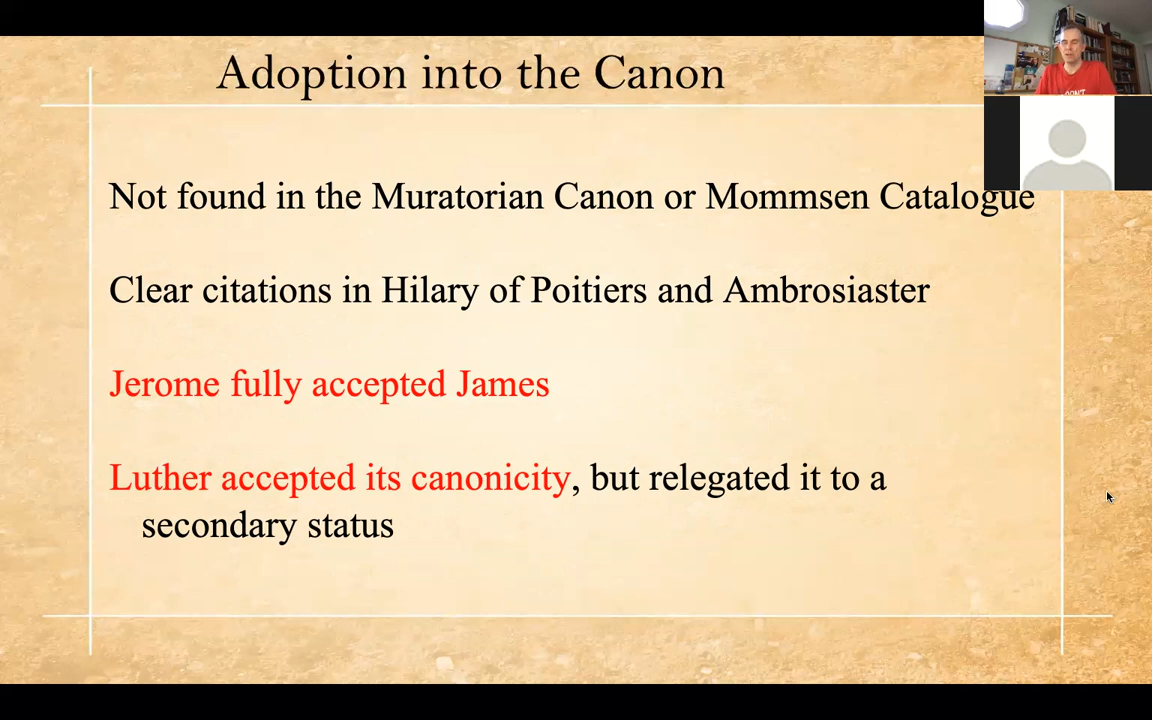 Adoption into the Canon
Not found in the Muratorian Canon or Mommsen Catalogue
Clear citations in Hilary of Poitiers and Ambrosiaster
Jerome fully accepted James
Luther accepted its canonicity, but relegated it to a
secondary status